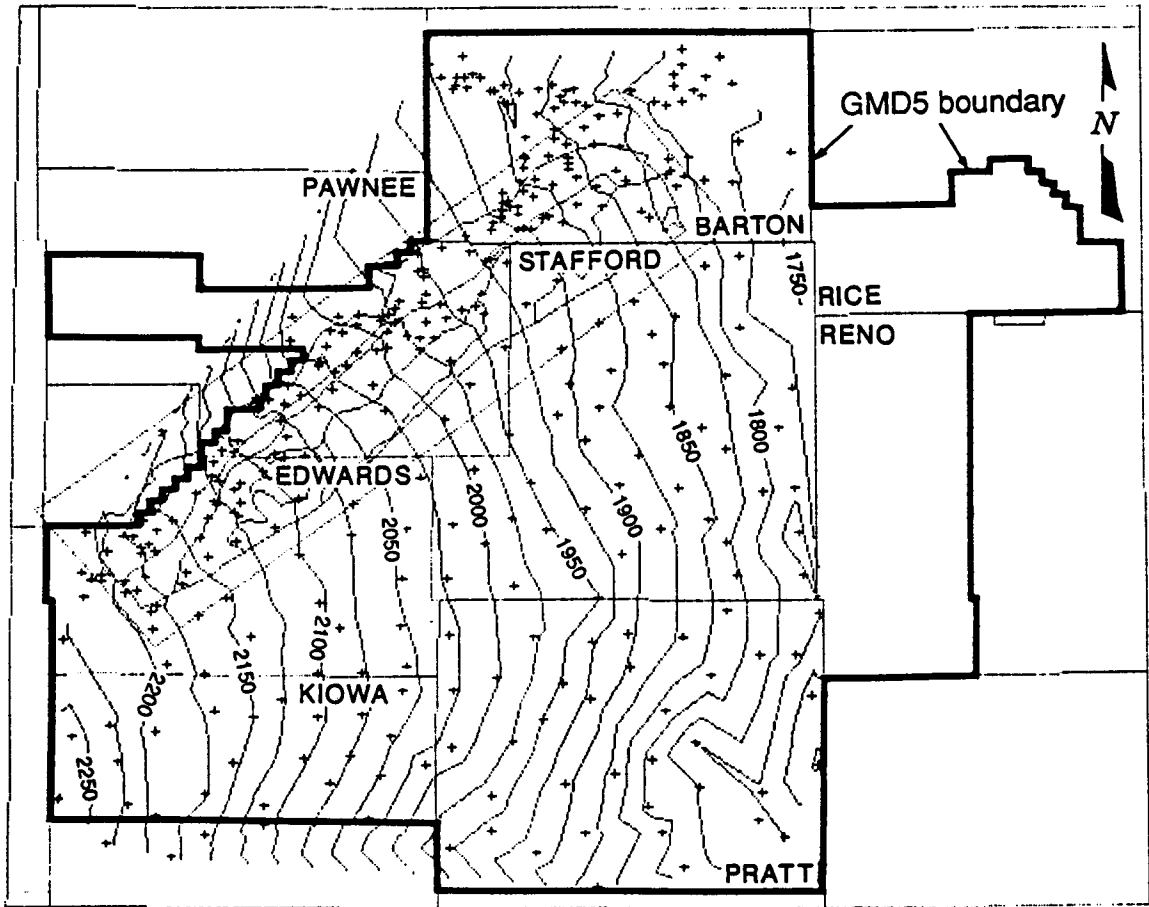 GMD5 boundary
N
PAWNEE
BARTON
STAFFORD
1750-
RICE
RENO
1800
1850
EDWARDS
2000
1900
2050
1950
2100
2150
2200
KIOWA
2250
PRATT